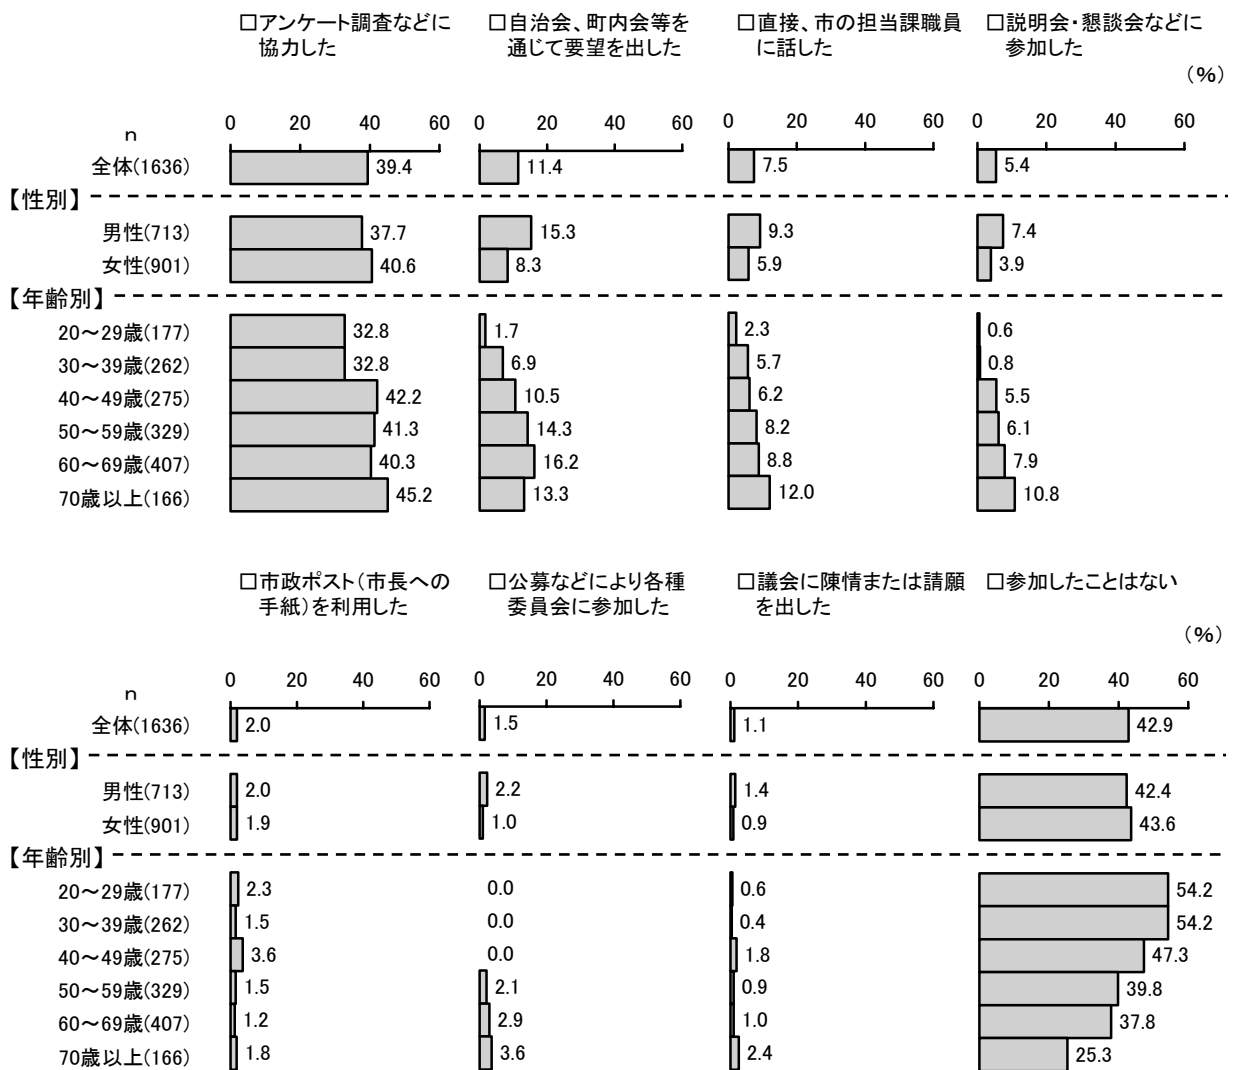 □アンケート調査などに 協力した
□自治会、町内会等を 通じて要望を出した
□直接、市の担当課職員 に話した
□説明会・懇談会などに 参加した
(%)
n 0 20 40 60 0 20 40 60 0 20 40 60 0 20 40 60
全体(1636) 39.4 11.4 7.5 5.4
【性別】
男性(713) 37.7 15.3 9.3 7.4
女性(901) 40.6 8.3 5.9 3.9
【年齢別】
20～29歳(177) 32.8 1.7 2.3 0.6
30～39歳(262) 32.8 6.9 5.7 0.8
40～49歳(275) 42.2 10.5 6.2 5.5
50～59歳(329) 41.3 14.3 8.2 6.1
60～69歳(407) 40.3 16.2 8.8 7.9
70歳以上(166) 45.2 13.3 12.0 10.8
□市政ポスト(市長への 手紙)を利用した
□公募などにより各種 委員会に参加した
□議会に陳情または請願 を出した
□参加したことはない
(%)
n 0 20 40 60 0 20 40 60 0 20 40 60 0 20 40 60
全体(1636) 2.0 1.5 1.1 42.9
【性別】
男性(713) 2.0 2.2 1.4 42.4
女性(901) 1.9 1.0 0.9 43.6
【年齢別】
20～29歳(177) 2.3 0.0 0.6 54.2
30～39歳(262) 1.5 0.0 0.4 54.2
40～49歳(275) 3.6 0.0 1.8 47.3
50～59歳(329) 1.5 2.1 0.9 39.8
60～69歳(407) 1.2 2.9 1.0 37.8
70歳以上(166) 1.8 3.6 2.4 25.3